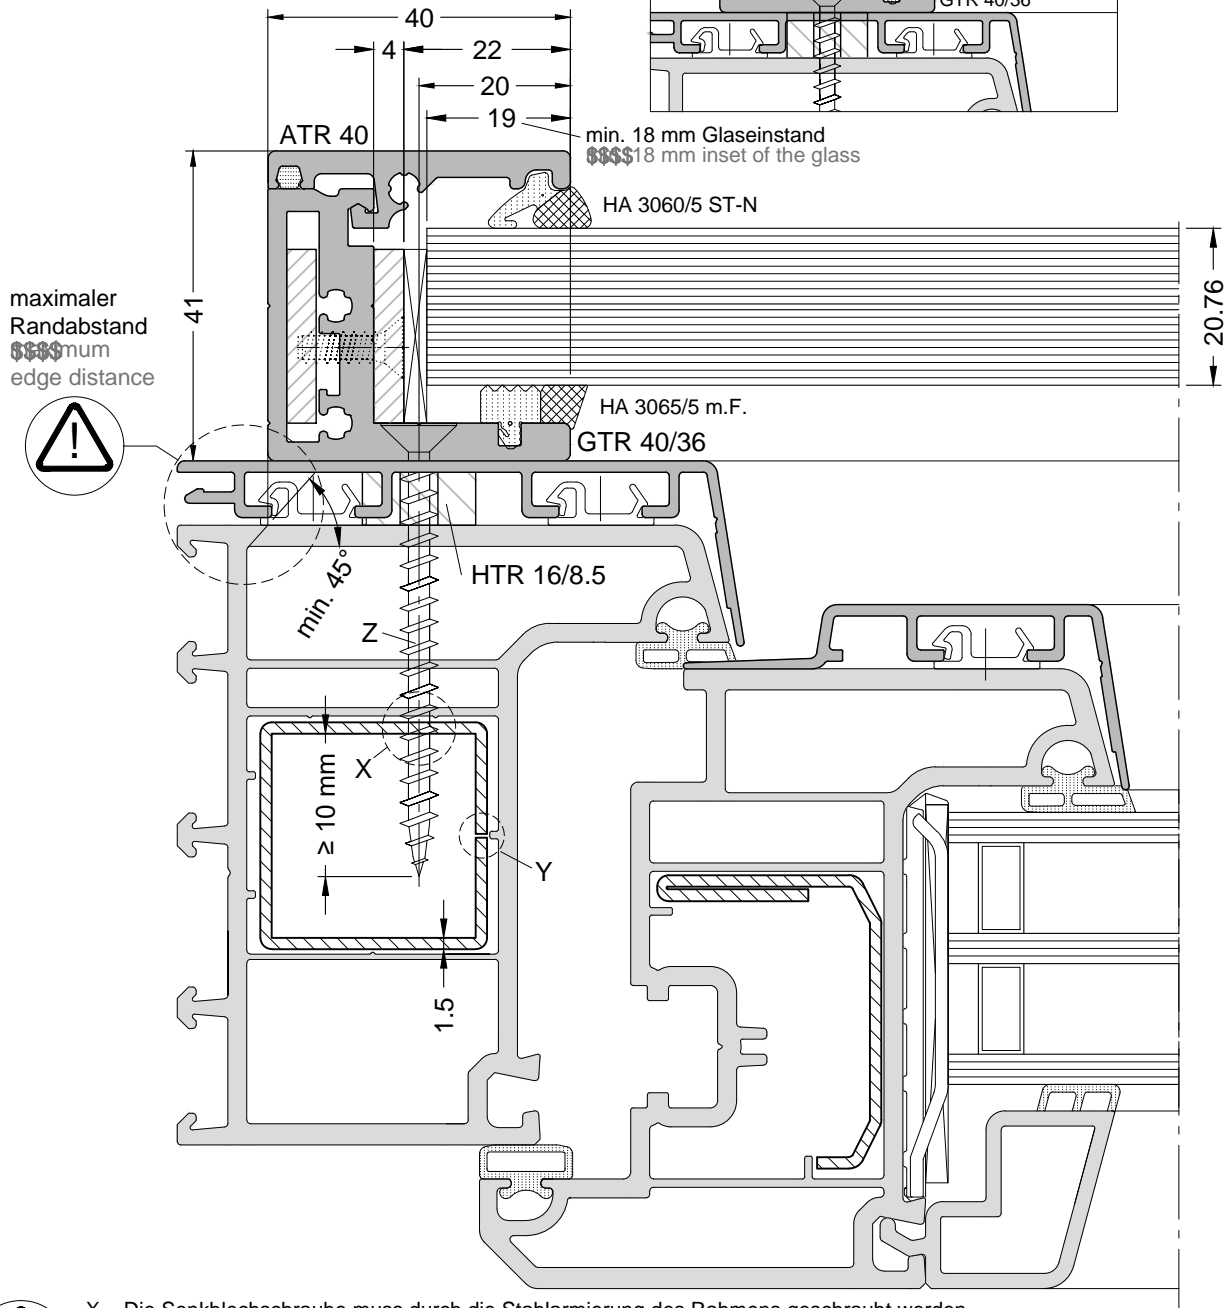 40
GTR 40/36
4
22
20
19
ATR 40
min. 18 mm Glaseinstand
$$$$18 mm inset of the glass
HA 3060/5 ST-N
41
20.76
maximaler
Randabstand
$$$$mum
edge distance
!
HA 3065/5 m.F.
GTR 40/36
min. 45°
HTR 16/8.5
Z
X
≥ 10 mm
Y
1.5
X Die Senkblechschraube muss durch die Stahlarmierung des Rahmens geschraubt werden